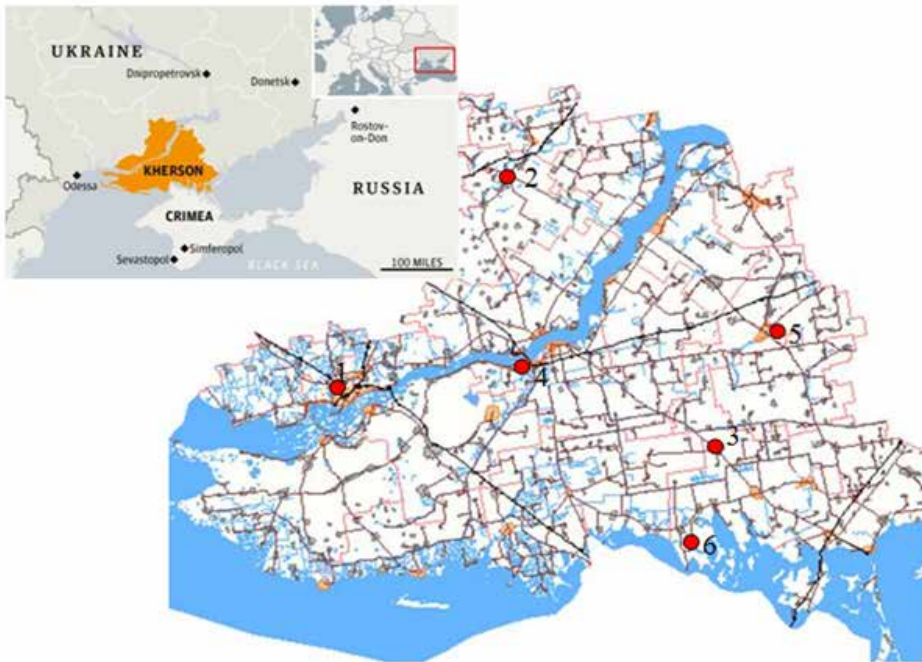 UKRAINE
Dnipropetrovsk
Donetsk
Rostov-
on-Don
KHERSON
Odessa
RUSSIA
CRIMEA
Simferopol
Sevastopol
BLACK SEA
100 MILES
2
5
1
4
3
6